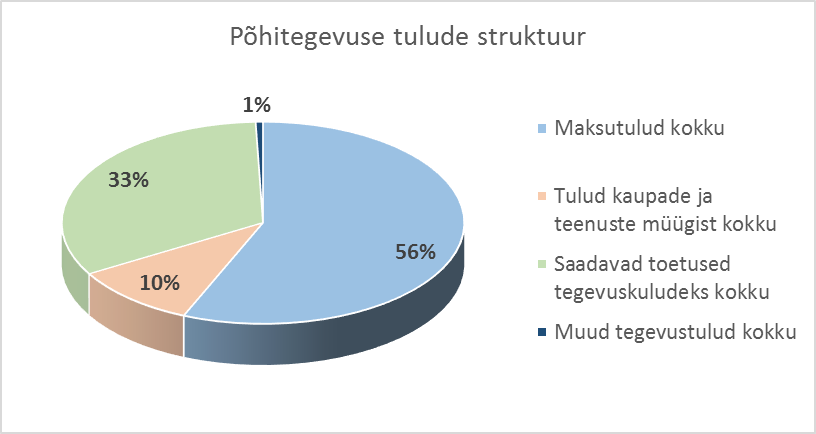 Põhitegevuse tulude struktuur
1%
33%
56%
10%
Maksutulud kokku
Tulud kaupade ja
teenuste müügist kokku
Saadavad toetused
tegevuskuludeks kokku
Muud tegevustulud kokku